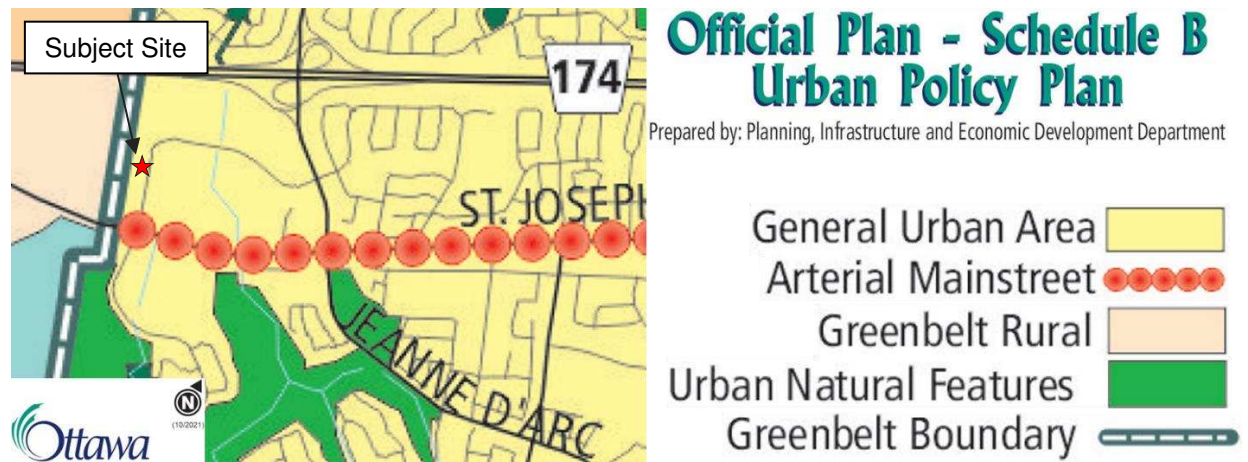 Subject Site
174
ST. JOSEPH
JEANNE D'ARC
N
(10/2021)
Ottawa
Official Plan - Schedule B
Urban Policy Plan
Prepared by: Planning, Infrastructure and Economic Development Department
General Urban Area
Arterial Mainstreet
Greenbelt Rural
Urban Natural Features
Greenbelt Boundary